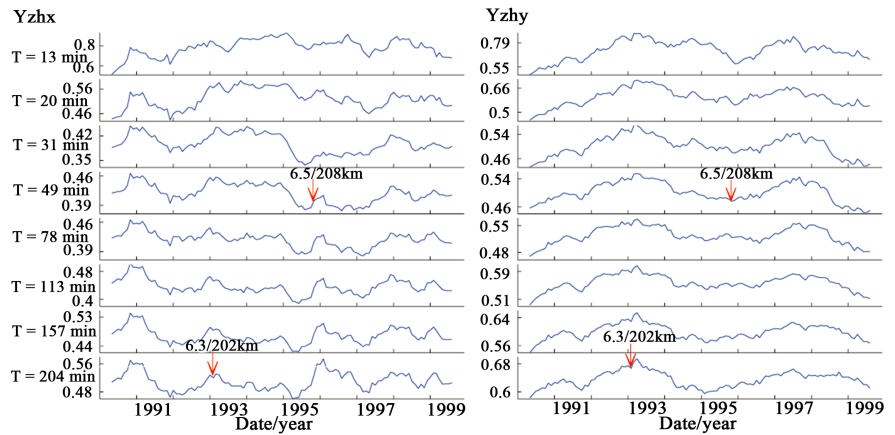 Yzhx
Yzhy
T = 13 min
0.8
0.6
0.79
0.55
T = 20 min
0.56
0.46
0.66
0.5
T = 31 min
0.42
0.35
0.54
0.46
T = 49 min
0.46
0.39
6.5/208km
0.54
0.46
6.5/208km
T = 78 min
0.46
0.39
0.55
0.48
T = 113 min
0.48
0.4
0.59
0.51
T = 157 min
0.53
0.44
0.64
0.56
T = 204 min
0.56
0.48
6.3/202km
0.68
0.6
6.3/202km
1991 1993 1995 1997 1999
Date/year
1991 1993 1995 1997 1999
Date/year